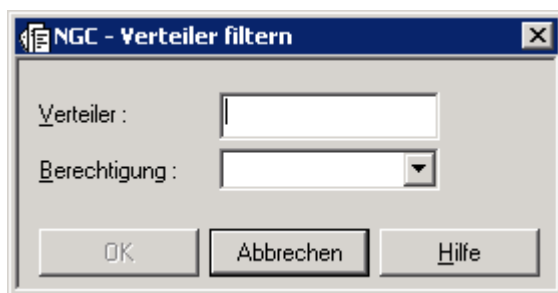 NGC - Verteiler filtern
Verteiler :
Berechtigung :
OK Abbrechen Hilfe